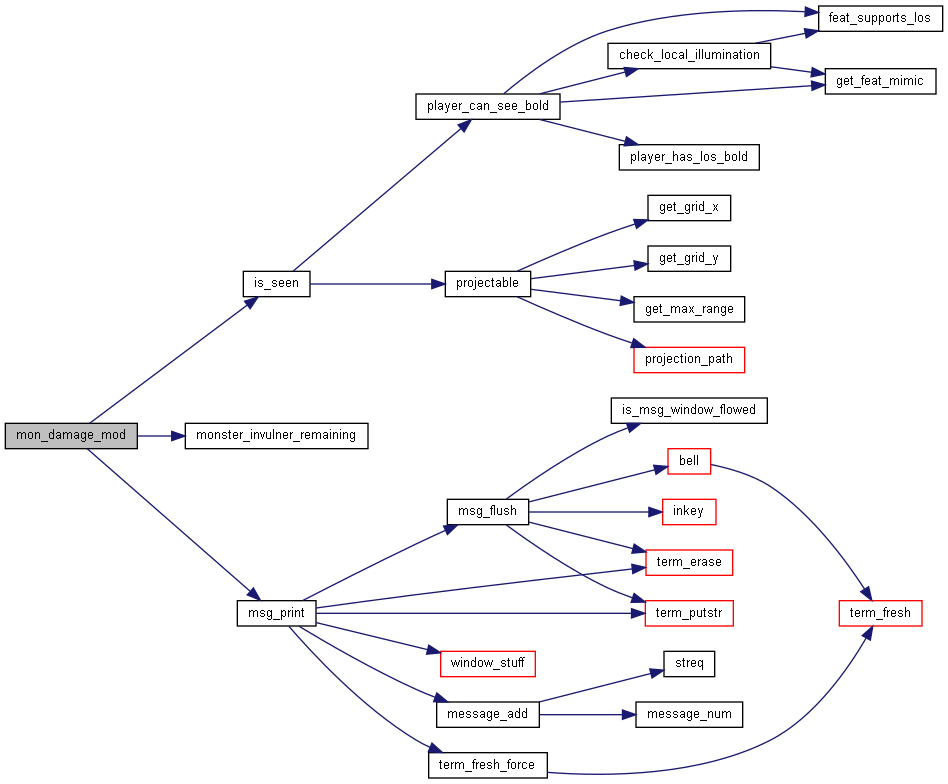 feat_supports_los
check_local_illumination
get_feat_mimic
player_can_see_bold
player_has_los_bold
get_grid_x
get_grid_y
is_seen
projectable
get_max_range
projection_path
is_msg_window_flowed
mon_damage_mod
monster_invulner_remaining
bell
msg_flush
inkey
term_erase
msg_print
term_putstr
term_fresh
window_stuff
streq
message_add
message_num
term_fresh_force